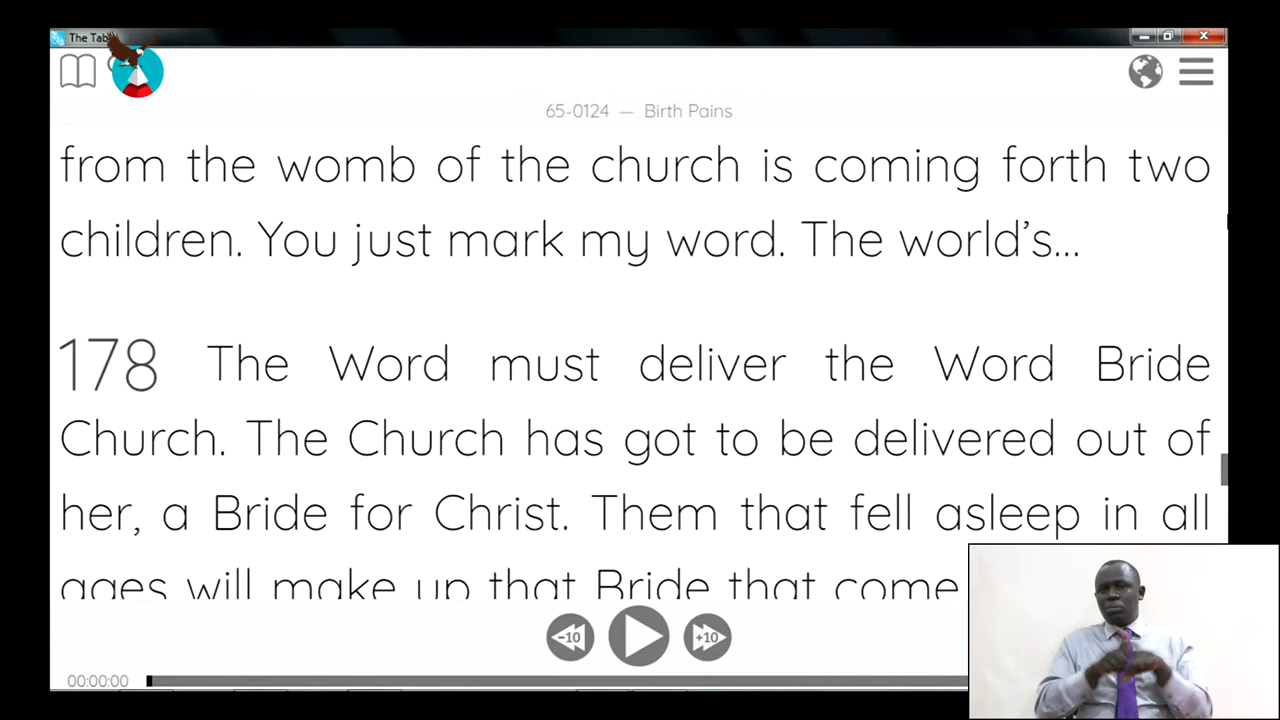 The Tab
65-0124 — Birth Pains
from the womb of the church is coming forth two
children. You just mark my word. The world’s...
178 The Word must deliver the Word Bride
Church. The Church has got to be delivered out of
her, a Bride for Christ. Them that fell asleep in all
ages will make up that Bride that come
-10
+10
00:00:00